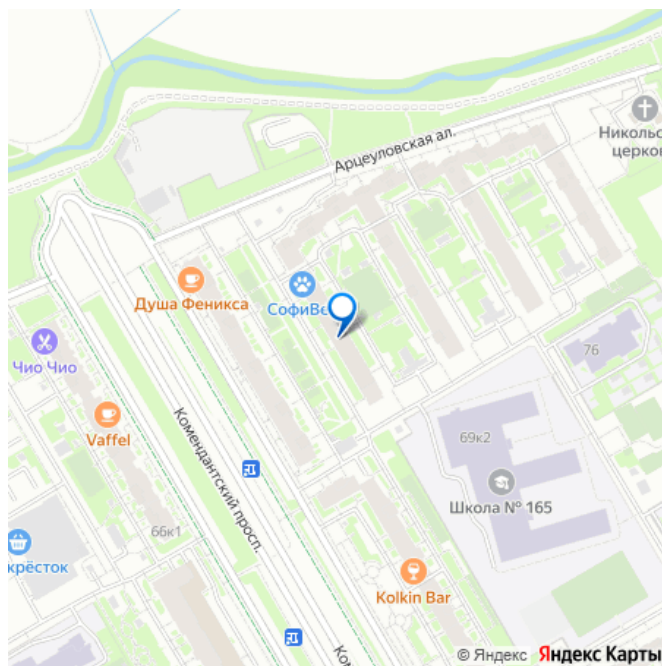 Арцеуловская ал.
Никольс
церков
Душа Феникса
СофиВе
Чио Чио
76
Vaffel
69к2
Комендантский просп.
Школа № 165
66к1
крёсток
Kolkin Bar
Ко
© Яндекс Яндекс Карты